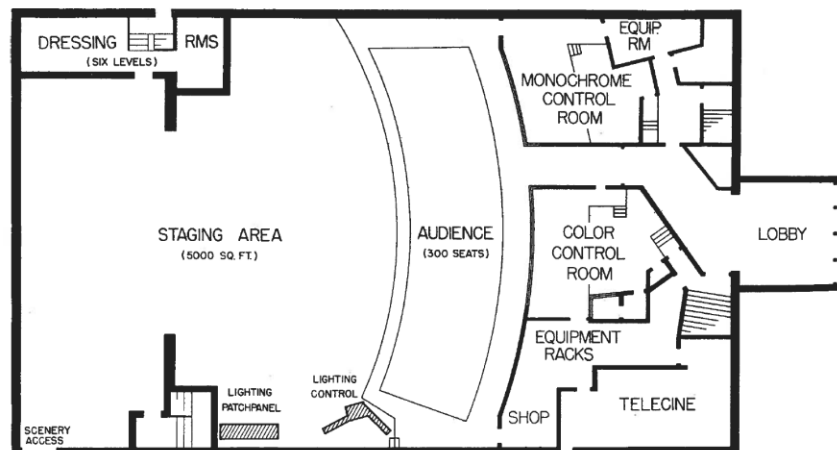 DRESSING
(SIX LEVELS)
RMS
EQUIP.
RM
MONOCHROME
CONTROL
ROOM
STAGING AREA
(5000 SQ. FT.)
AUDIENCE
(300 SEATS)
COLOR
CONTROL
ROOM
LOBBY
EQUIPMENT
RACKS
LIGHTING
PATCHPANEL
LIGHTING
CONTROL
SHOP
TELECINE
SCENERY
ACCESS